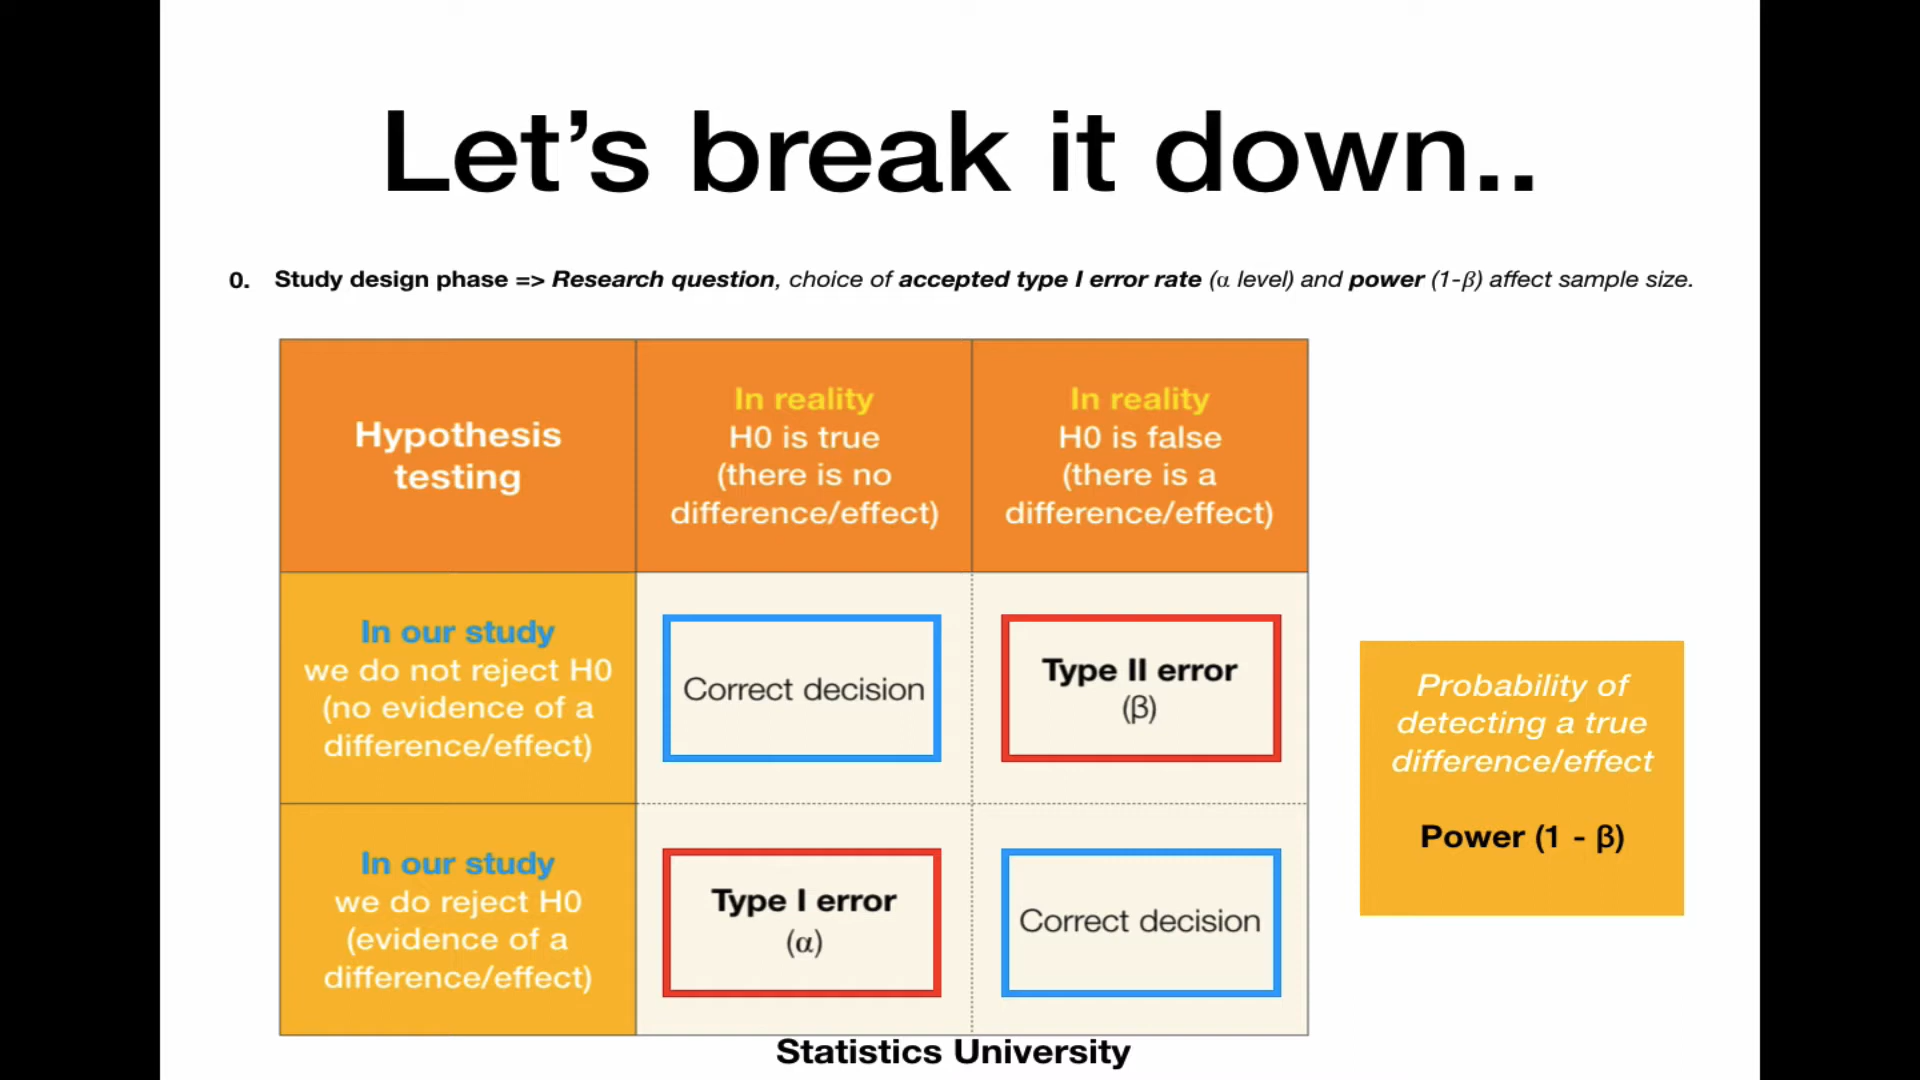 Let’s break it down..
0. Study design phase => Research question, choice of accepted type I error rate (α level) and power (1-β) affect sample size.
Hypothesis
testing
In reality
H0 is true
(there is no
difference/effect)
In reality
H0 is false
(there is a
difference/effect)
In our study
we do not reject H0
(no evidence of a
difference/effect)
Correct decision
Type II error
(β)
In our study
we do reject H0
(evidence of a
difference/effect)
Type I error
(α)
Correct decision
Probability of
detecting a true
difference/effect
Power (1 - β)
Statistics University